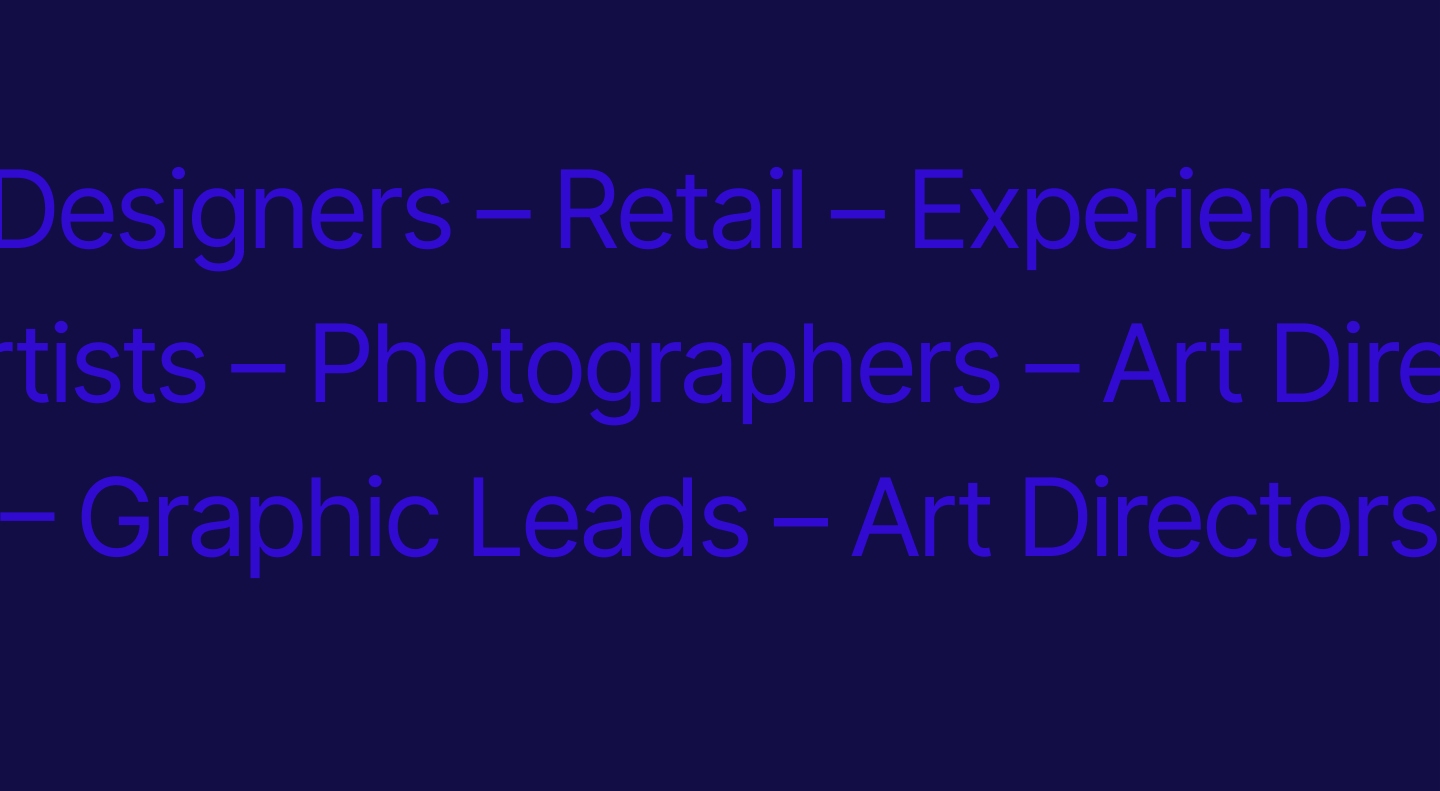 Designers – Retail – Experience
rtists – Photographers – Art Dire
– Graphic Leads – Art Directors